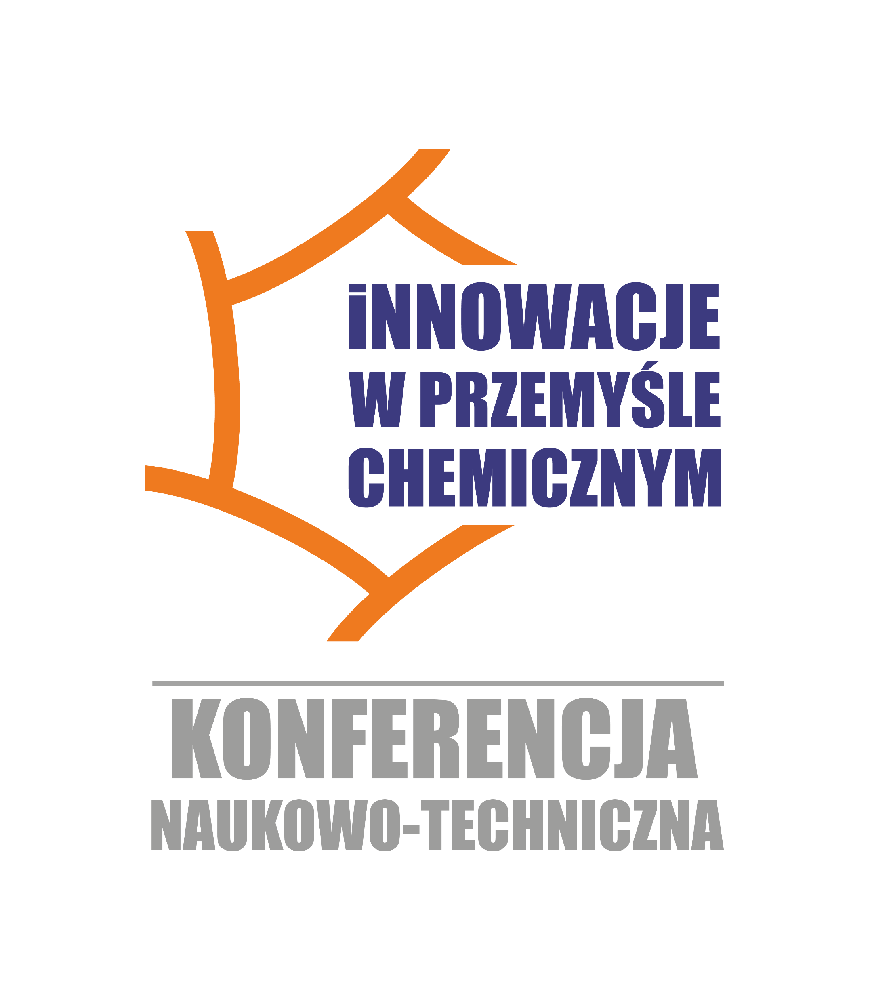 iNNOWACJE
W PRZEMYŚLE
CHEMICZNYM
KONFERENCJA
NAUKOWO-TECHNICZNA